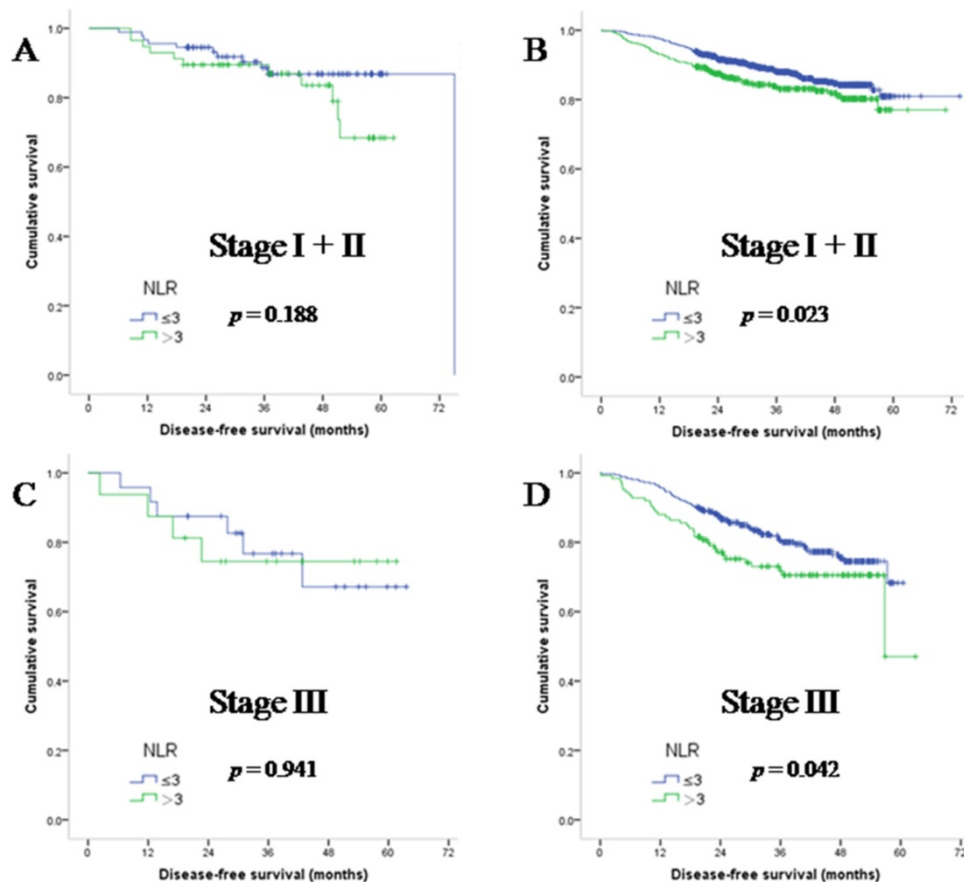 A
Cumulative survival
1.0
0.8
0.6
0.4
0.2
0.0
Stage I + II
NLR
≤3
>3
p = 0.188
0 12 24 36 48 60 72
Disease-free survival (months)
B
Cumulative survival
1.0
0.8
0.6
0.4
0.2
0.0
Stage I + II
NLR
≤3
>3
p = 0.023
0 12 24 36 48 60 72
Disease-free survival (months)
C
Cumulative survival
1.0
0.8
0.6
0.4
0.2
0.0
Stage III
NLR
≤3
>3
p = 0.941
0 12 24 36 48 60 72
Disease-free survival (months)
D
Cumulative survival
1.0
0.8
0.6
0.4
0.2
0.0
Stage III
NLR
≤3
>3
p = 0.042
0 12 24 36 48 60 72
Disease-free survival (months)